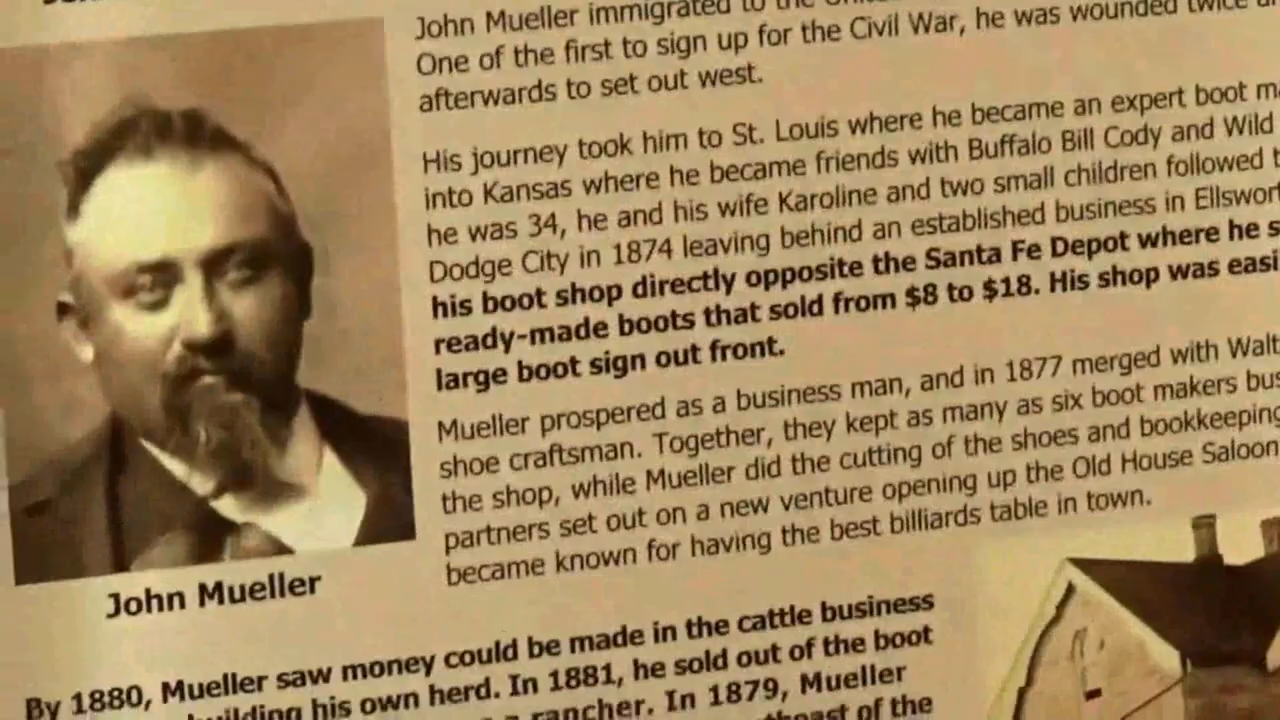 John Mueller immigrated to the
One of the first to sign up for the Civil War, he was wounded twice
afterwards to set out west.
His journey took him to St. Louis where he became an expert boot
into Kansas where he became friends with Buffalo Bill Cody and Wild
he was 34, he and his wife Karoline and two small children followed
Dodge City in 1874 leaving behind an established business in
his boot shop directly opposite the Santa Fe Depot where he
ready-made boots that sold from $8 to $18. His shop was
large boot sign out front.
Mueller prospered as a business man, and in 1877 merged with
shoe craftsman. Together, they kept as many as six boot makers
the shop, while Mueller did the cutting of the shoes and bookkeeping
partners set out on a new venture opening up the Old House Saloon
became known for having the best billiards table in town.
John Mueller
By 1880, Mueller saw money could be made in the cattle business
his own herd. In 1881, he sold out of the boot
rancher. In 1879, Mueller
of the